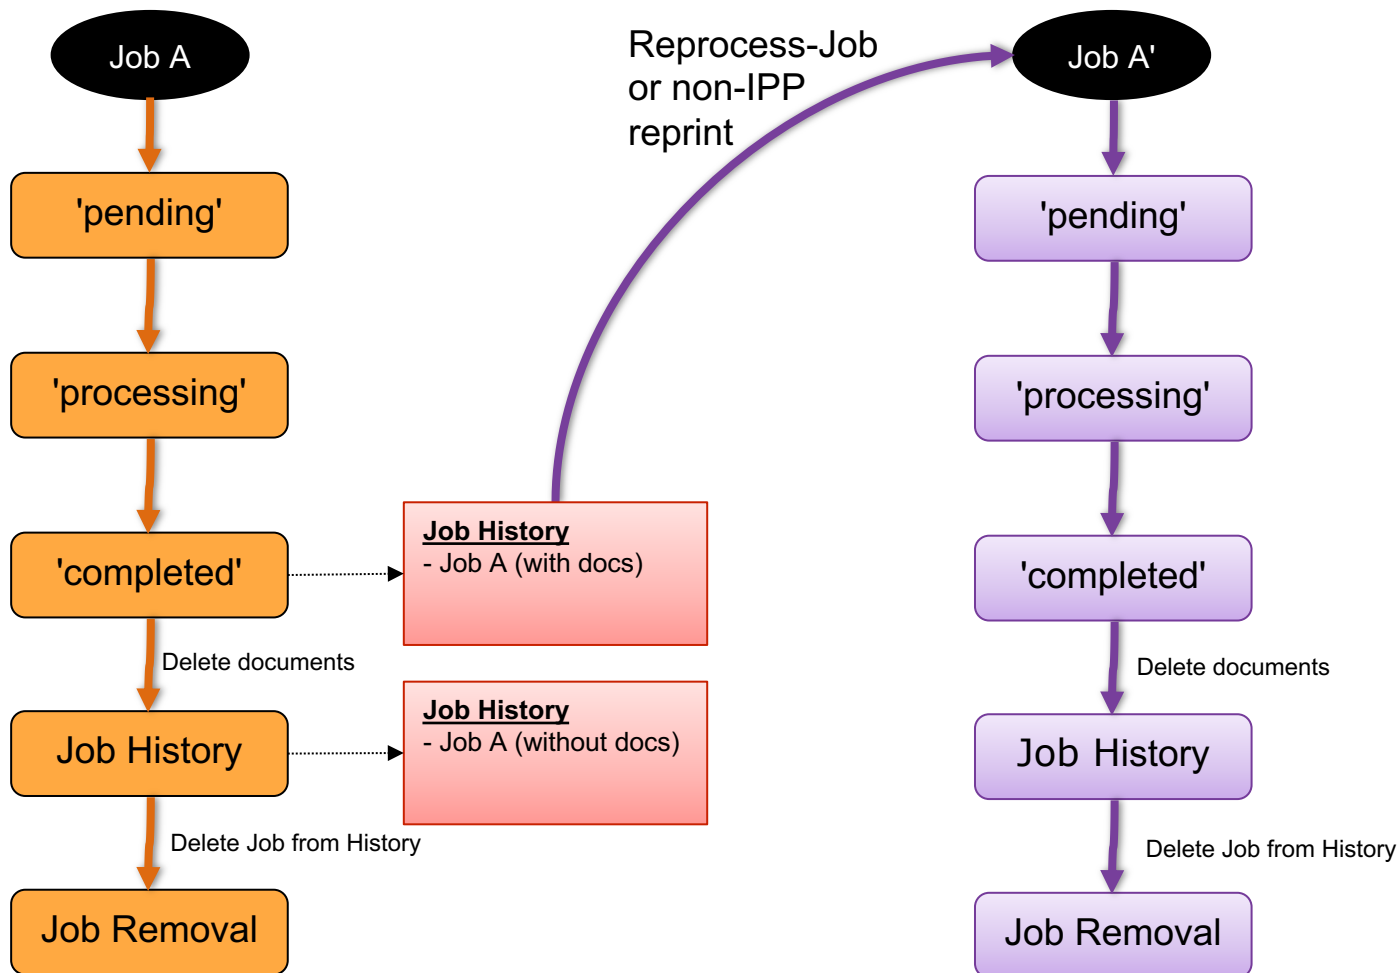 Job A
'pending'
'processing'
'completed'
Delete documents
Job History
Delete Job from History
Job Removal
Job History
- Job A (with docs)
Job History
- Job A (without docs)
Reprocess-Job
or non-IPP
reprint
Job A'
'pending'
'processing'
'completed'
Delete documents
Job History
Delete Job from History
Job Removal